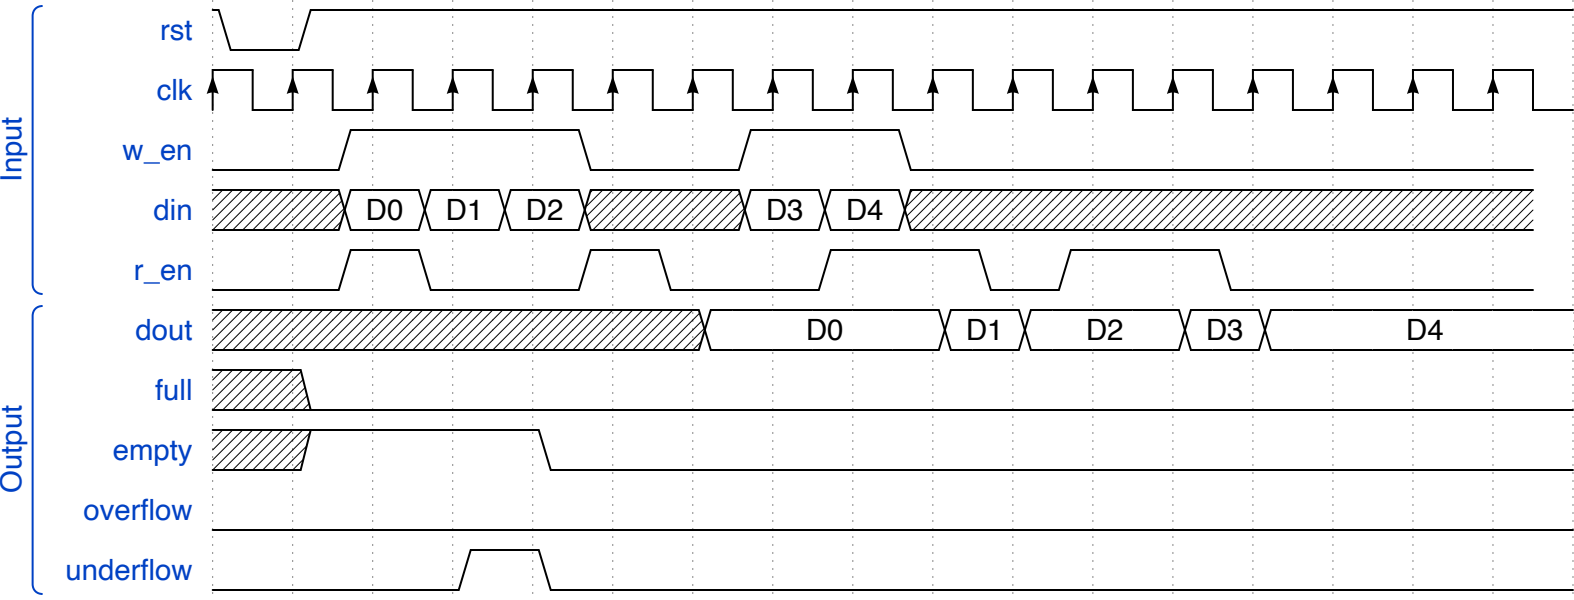 Input
rst
clk
w_en
din D0 D1 D2 D3 D4
r_en
Output
dout D0 D1 D2 D3 D4
full
empty
overflow
underflow